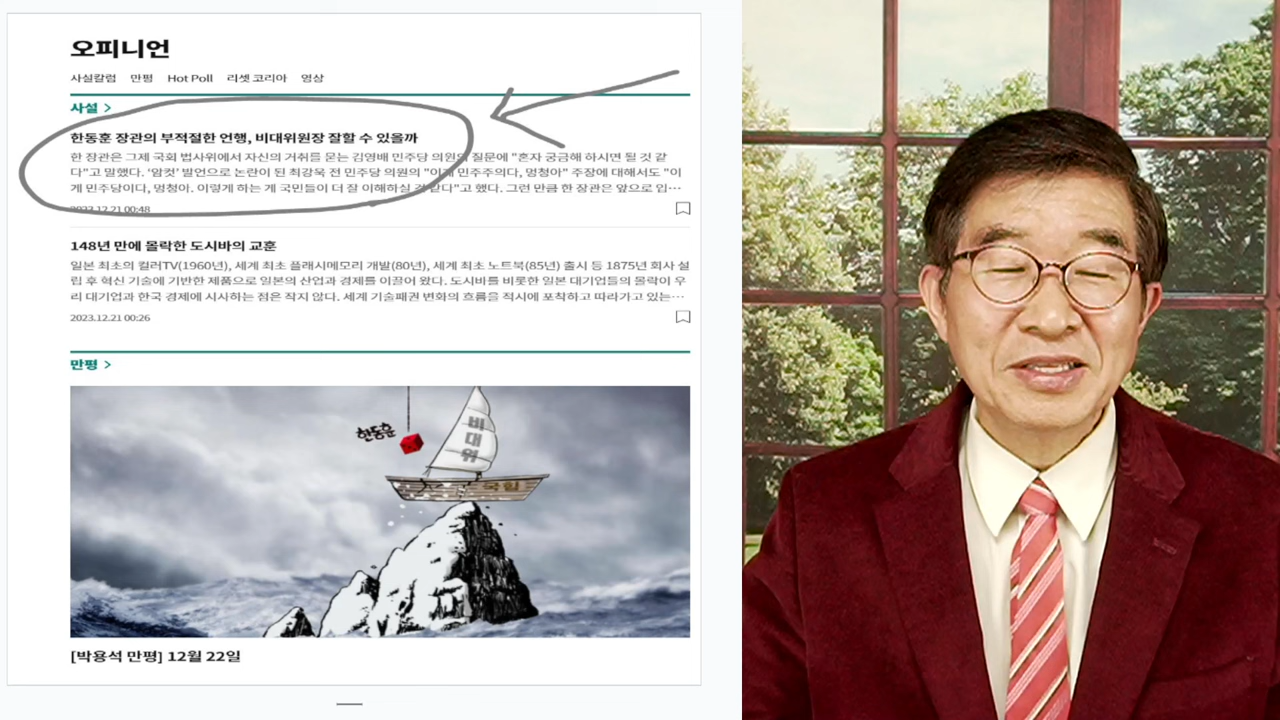 오피니언
사설칼럼 만평 Hot Poll 리셋 코리아 영상
사설 >
한동훈 장관의 부적절한 언행, 비대위원장 잘할 수 있을까
한 장관은 그제 국회 법사위에서 자신의 거취를 묻는 김영배 민주당 의원의 질문에 "혼자 궁금해 하시면 될 것 같
다"고 말했다. '암컷' 발언으로 논란이 된 최강욱 전 민주당 의원의 "이게 민주주의다, 멍청아" 주장에 대해서도 "이
게 민주당이다, 멍청아. 이렇게 하는 게 국민들이 더 잘 이해하실 것 같다"고 했다. 그런 만큼 한 장관은 앞으로 입…
2023.12.21 00:48
148년 만에 몰락한 도시바의 교훈
일본 최초의 컬러TV(1960년), 세계 최초 플래시메모리 개발(80년), 세계 최초 노트북(85년) 출시 등 1875년 회사 설
립 후 혁신 기술에 기반한 제품으로 일본의 산업과 경제를 이끌어 왔다. 도시바를 비롯한 일본 대기업들의 몰락이 우
리 대기업과 한국 경제에 시사하는 점은 작지 않다. 세계 기술패권 변화의 흐름을 적시에 포착하고 따라가고 있는…
2023.12.21 00:26
만평 >
한동훈
비대위
국힘
[박용석 만평] 12월 22일